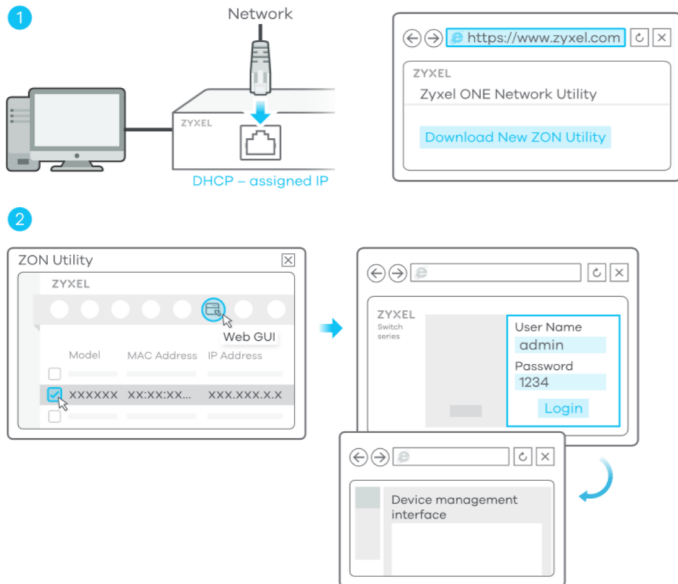 1
Network
ZYXEL
DHCP – assigned IP
https://www.zyxel.com
ZYXEL
Zyxel ONE Network Utility
Download New ZON Utility
2
ZON Utility
ZYXEL
Web GUI
Model MAC Address IP Address
xxxxxx xx:xx:xx... xxx.xxx.x.x
ZYXEL
Switch
series
User Name
admin
Password
1234
Login
Device management
interface